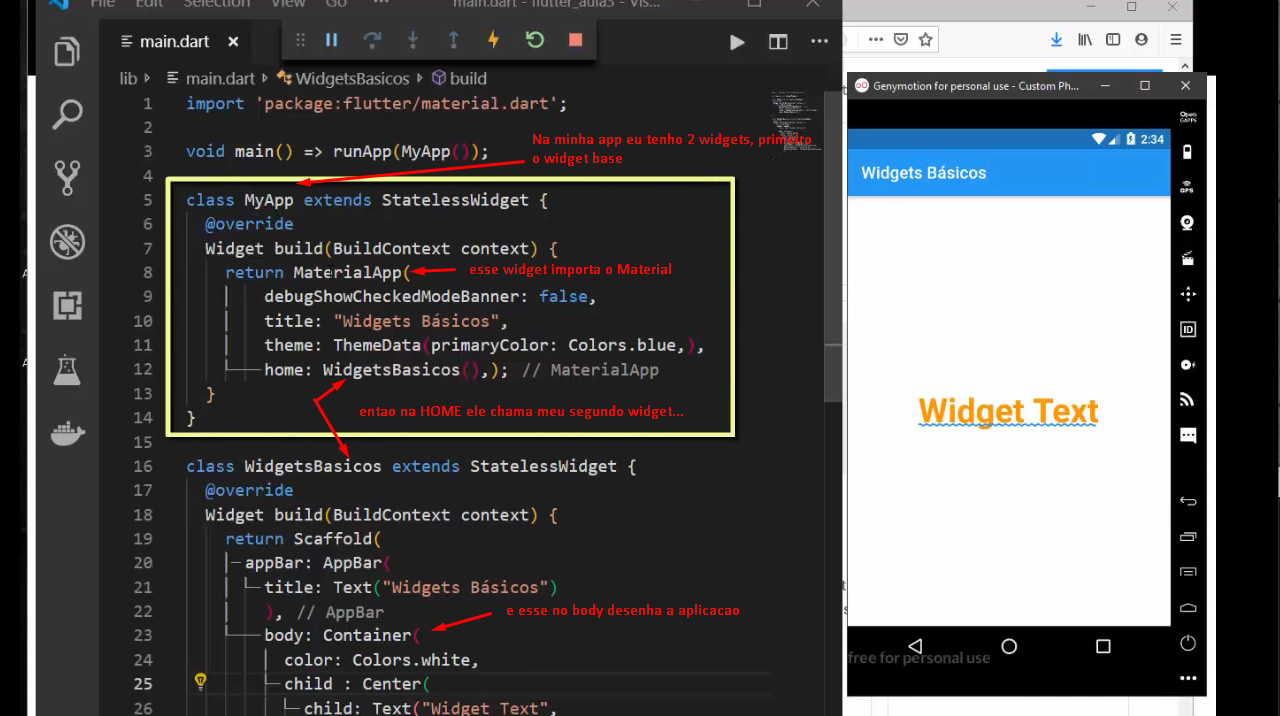 File Edit Selection View Go ··· main.dart - flutter_aula3 - Vis...
main.dart
lib main.dart WidgetsBasicos build
1 import 'package:flutter/material.dart';
2
3 void main() => runApp(MyApp());
Na minha app eu tenho 2 widgets, primeiro
o widget base
4
5 class MyApp extends StatelessWidget {
6 @override
7 Widget build(BuildContext context) {
8 return MaterialApp(
esse widget importa o Material
9 debugShowCheckedModeBanner: false,
10 title: "Widgets Básicos",
11 theme: ThemeData(primaryColor: Colors.blue,),
12 home: WidgetsBasicos(),); // MaterialApp
13 }
entao na HOME ele chama meu segundo widget...
14 }
15
16 class WidgetsBasicos extends StatelessWidget {
17 @override
18 Widget build(BuildContext context) {
19 return Scaffold(
20 appBar: AppBar(
21 title: Text("Widgets Básicos")
22 ), // AppBar
e esse no body desenha a aplicacao
23 body: Container(
24 color: Colors.white,
25 child : Center(
26 child: Text("Widget Text",
Genymotion for personal use - Custom Ph...
2:34
Widgets Básicos
Widget Text
Open
GAPPS
GPS
ID
free for personal use